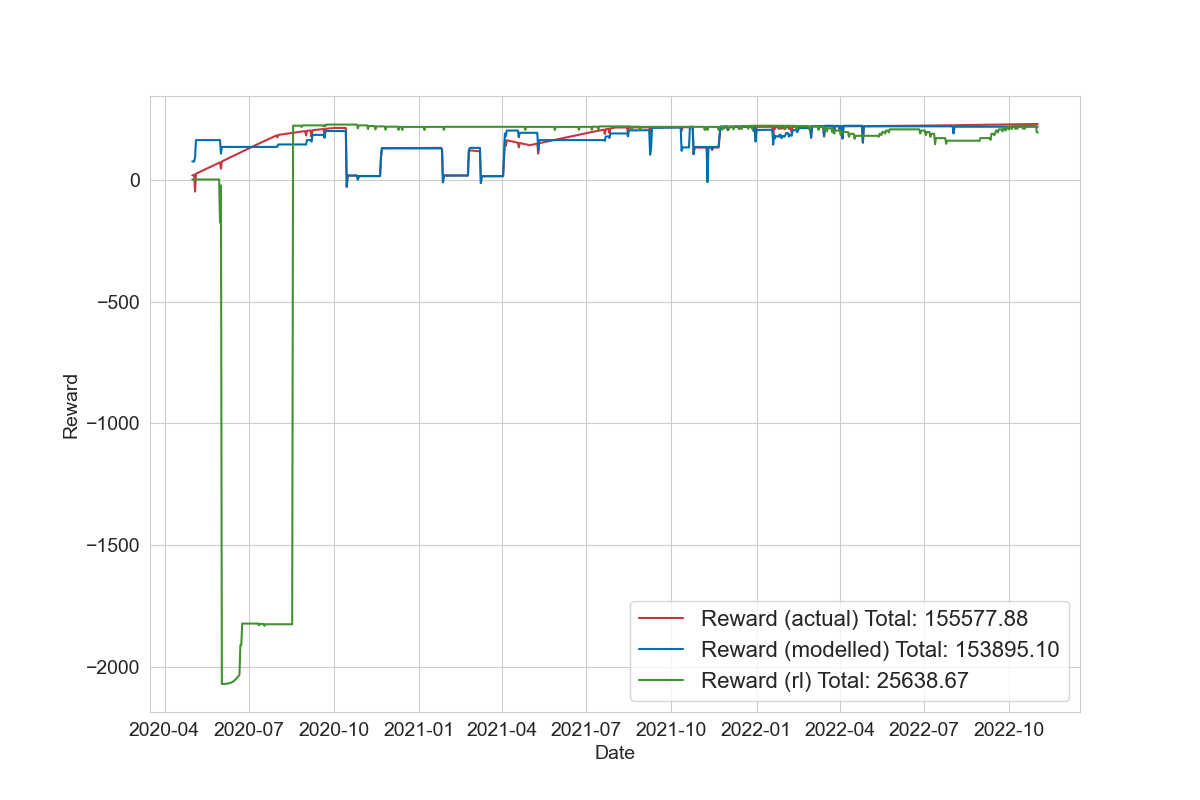 0
−500
−1000
−1500
−2000
Reward
Reward (actual) Total: 155577.88
Reward (modelled) Total: 153895.10
Reward (rl) Total: 25638.67
2020-04 2020-07 2020-10 2021-01 2021-04 2021-07 2021-10 2022-01 2022-04 2022-07 2022-10
Date